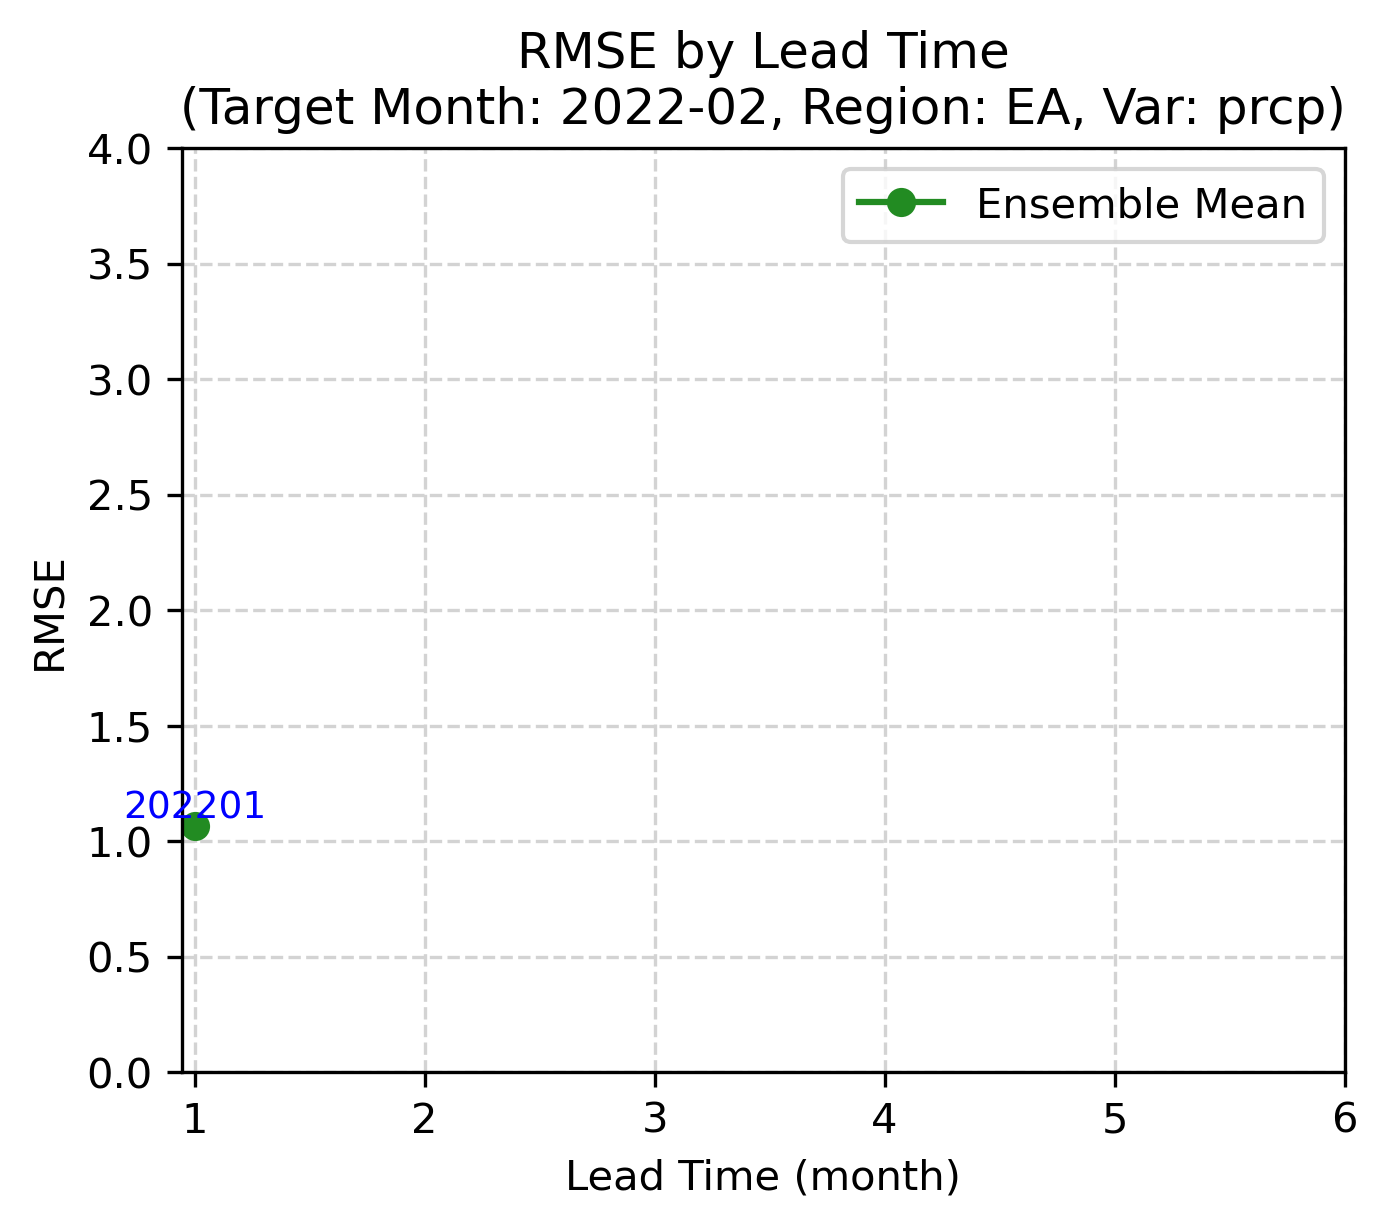 RMSE by Lead Time
(Target Month: 2022-02, Region: EA, Var: prcp)
4.0
Ensemble Mean
3.5
3.0
2.5
2.0
RMSE
1.5
202201
1.0
0.5
0.0
1 2 3 4 5 6
Lead Time (month)